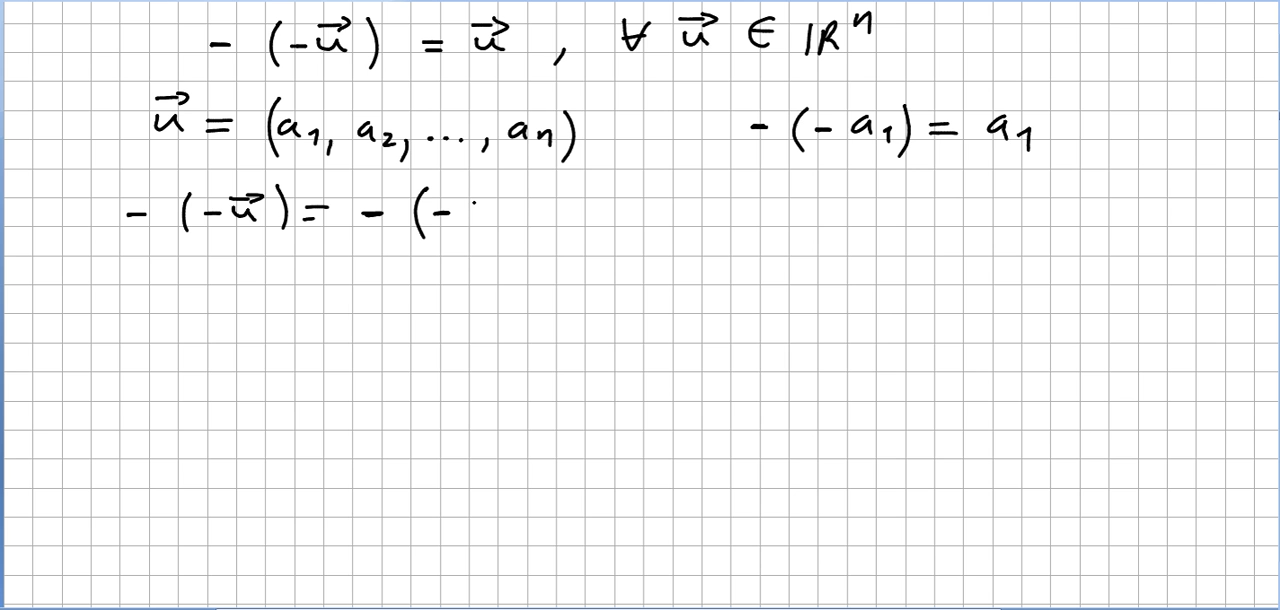 - (-u⃗) = u⃗ , ∀ u⃗ ∈ ℝⁿ
u⃗ = (a₁, a₂, ..., aₙ) - (- a₁) = a₁
- (-u⃗) = - (-